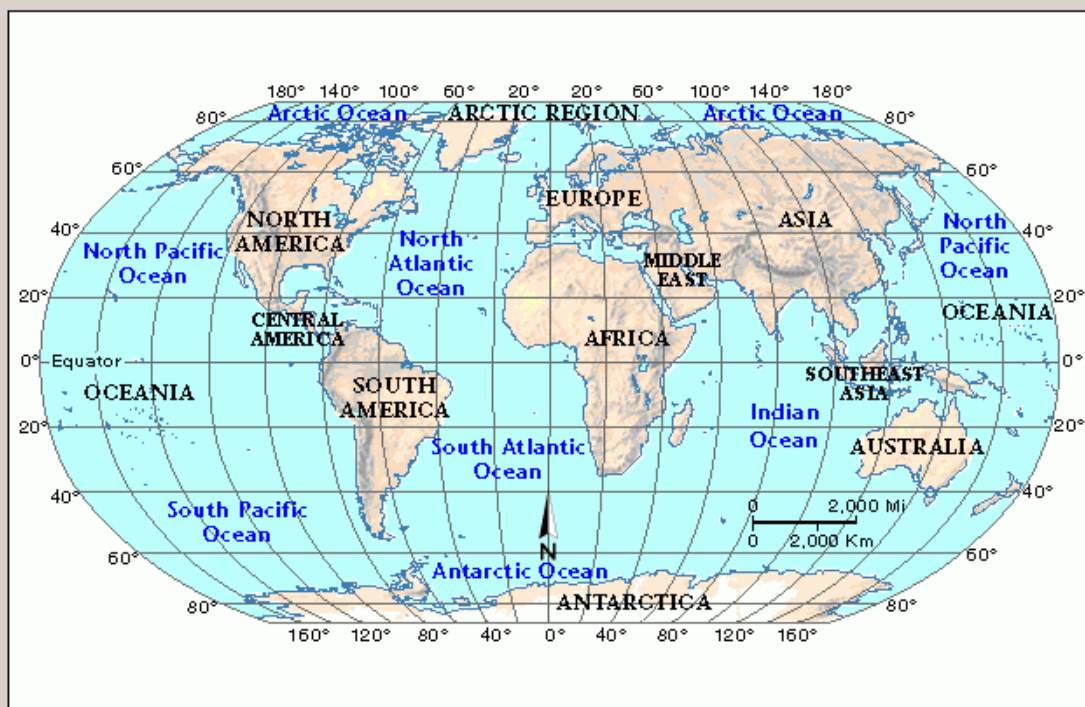 180° 140° 100° 60° 20° 0 20° 60° 100° 140° 180°
Arctic Ocean ARCTIC REGION Arctic Ocean
80° 80°
60° 60°
EUROPE
NORTH ASIA North
40° AMERICA North Pacific 40°
North Pacific Atlantic MIDDLE Ocean
Ocean Ocean EAST
20° 20°
CENTRAL OCEANIA
AMERICA AFRICA
0° Equator 0°
OCEANIA SOUTH SOUTHEAST
AMERICA ASIA
Indian
20° Ocean 20°
South Atlantic AUSTRALIA
Ocean
40° 40°
South Pacific 0 2,000 Mi
Ocean 0 2,000 Km
60° N 60°
Antarctic Ocean
80° ANTARCTICA 80°
160° 120° 80° 40° 0° 40° 80° 120° 160°